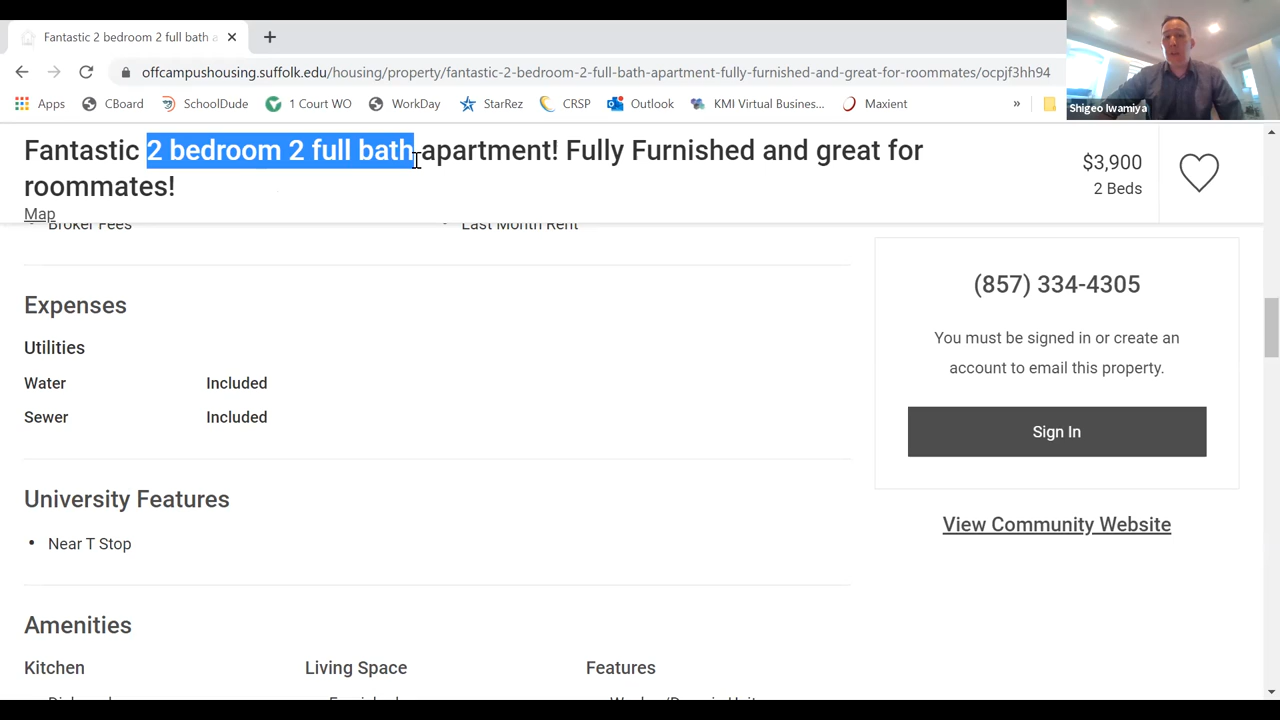 Fantastic 2 bedroom 2 full bath a
Shigeo Iwamiya
offcampushousing.suffolk.edu/housing/property/fantastic-2-bedroom-2-full-bath-apartment-fully-furnished-and-great-for-roommates/ocpjf3hh94
Apps CBoard SchoolDude 1 Court WO WorkDay StarRez CRSP Outlook KMI Virtual Busines... Maxient »
Fantastic 2 bedroom 2 full bath apartment! Fully Furnished and great for
roommates!
Map
$3,900
2 Beds
Broker Fees
Last Month Rent
Expenses
Utilities
Water Included
Sewer Included
University Features
• Near T Stop
Amenities
Kitchen Living Space Features
(857) 334-4305
You must be signed in or create an
account to email this property.
Sign In
View Community Website